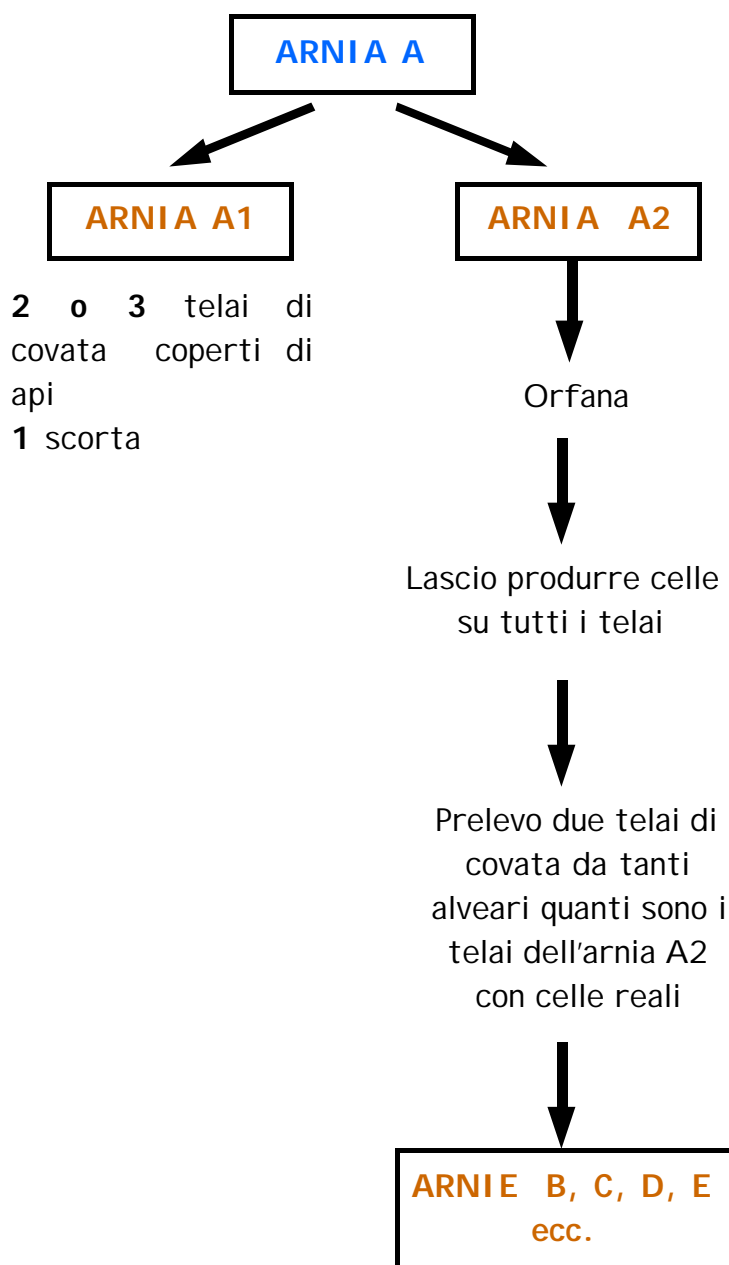 ARNIA A
ARNIA A1
ARNIA A2
2 o 3 telai di
covata coperti di
api
1 scorta
Orfana
Lascio produrre celle
su tutti i telai
Prelevo due telai di
covata da tanti
alveari quanti sono i
telai dell'arnia A2
con celle reali
ARNIE B, C, D, E
ecc.